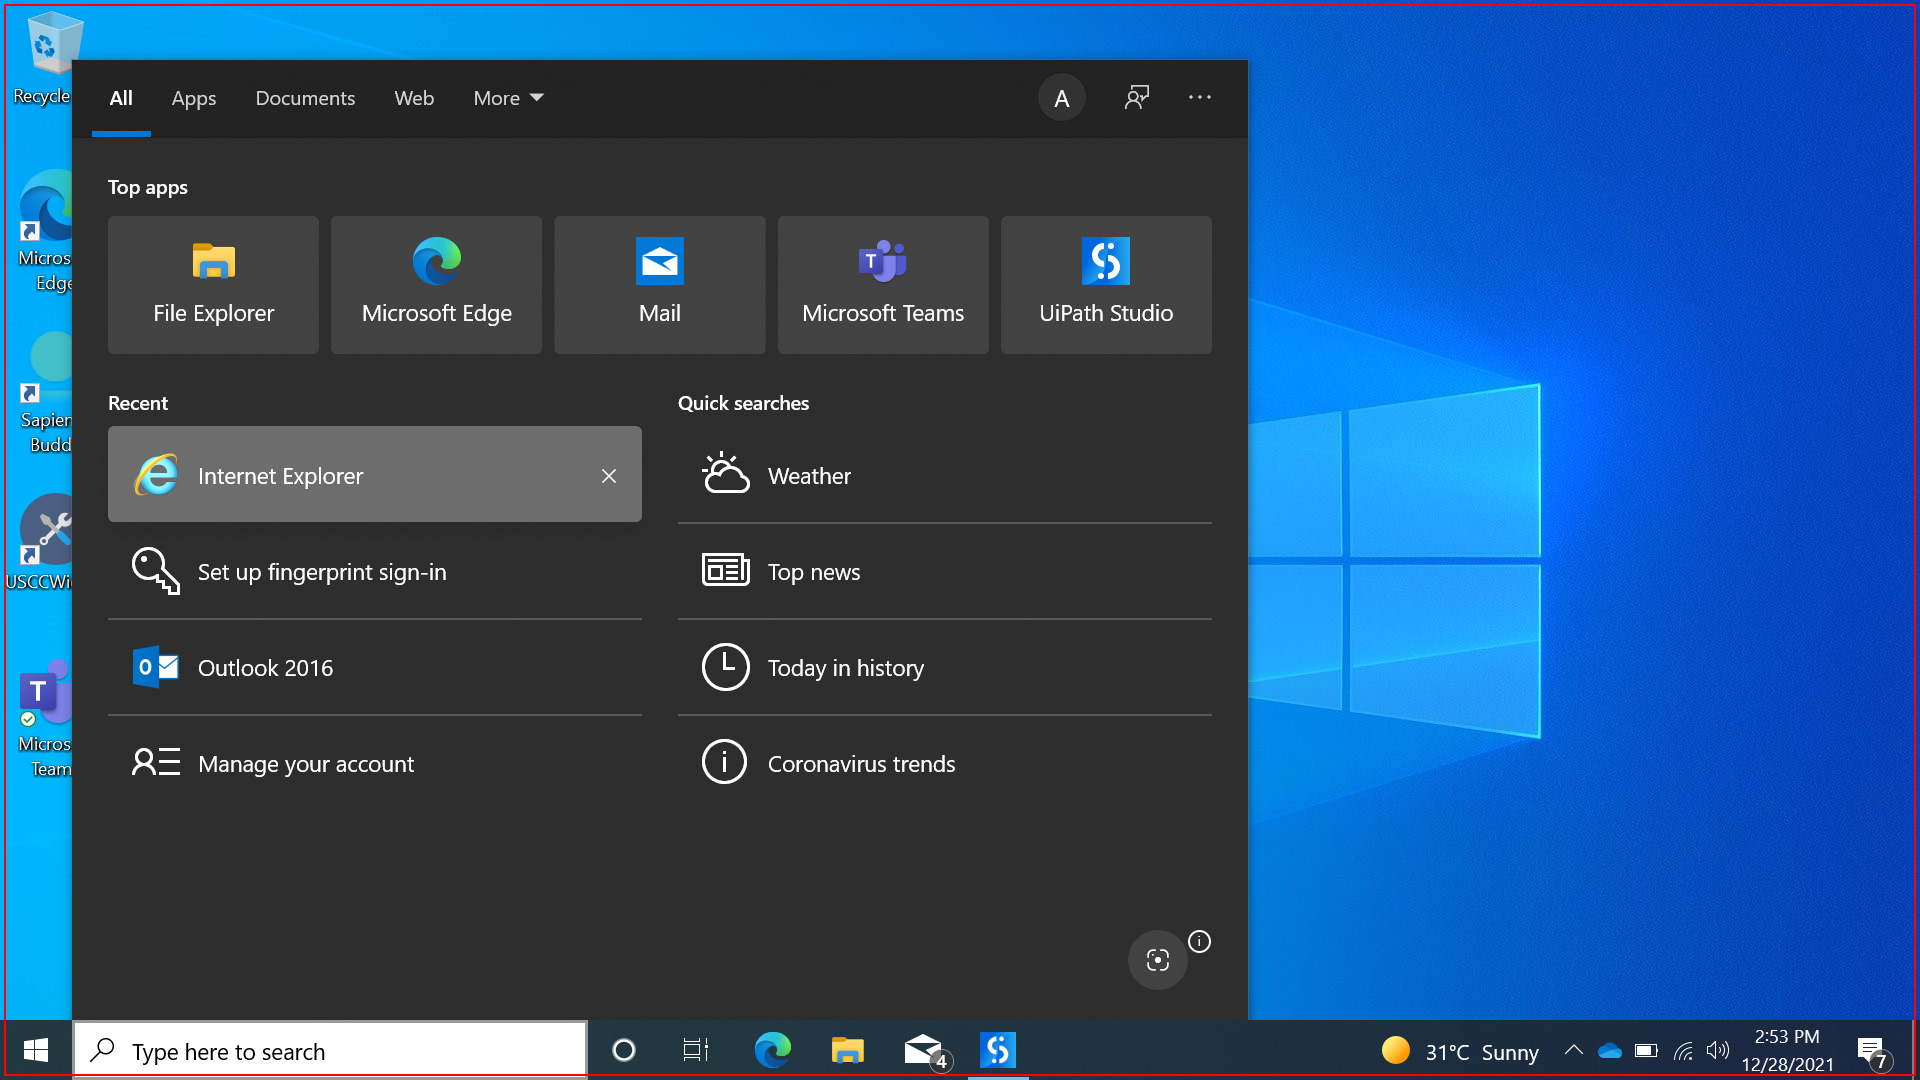 Recycle
Micros
Edge
Sapien
Budd
USCCWi
T
Micros
Team
All
Apps
Documents
Web
More
A
Top apps
File Explorer
Microsoft Edge
Mail
T
Microsoft Teams
UiPath Studio
Recent
Internet Explorer
Set up fingerprint sign-in
Outlook 2016
Manage your account
Quick searches
Weather
Top news
Today in history
Coronavirus trends
Type here to search
4
31°C Sunny
2:53 PM
12/28/2021
7